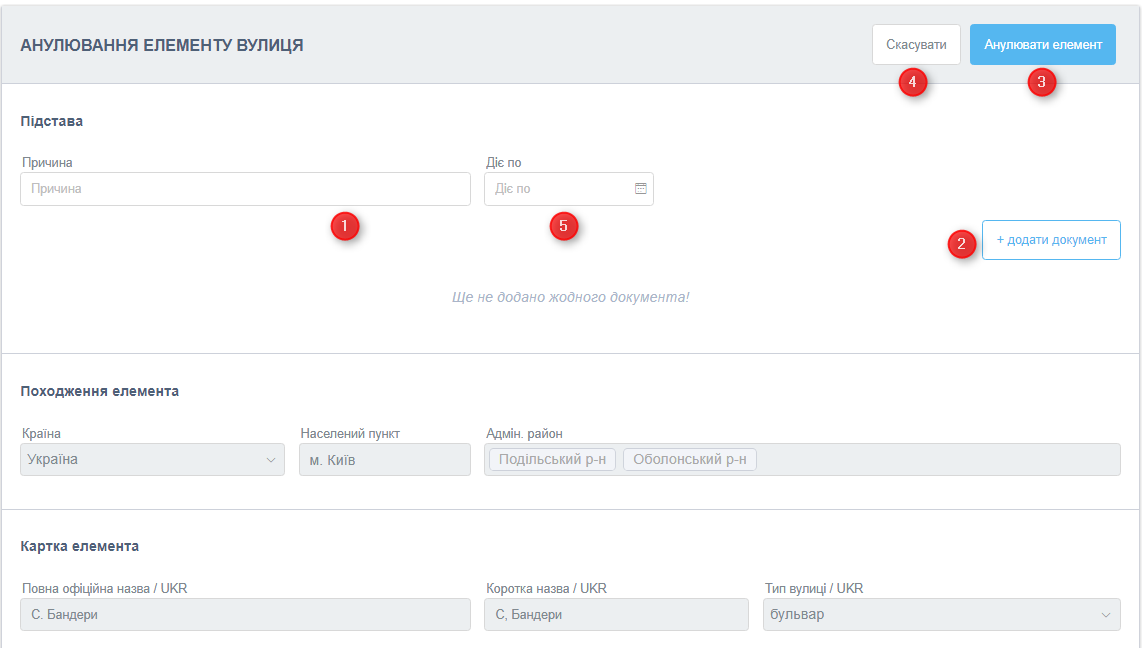 АНУЛЮВАННЯ ЕЛЕМЕНТУ ВУЛИЦЯ
Скасувати
Анулювати елемент
4
3
Підстава
Причина
Діє по
Причина
Діє по
1
5
2
+ додати документ
Ще не додано жодного документа!
Походження елемента
Країна
Населений пункт
Адмін. район
Україна
м. Київ
Подільський р-н
Оболонський р-н
Картка елемента
Повна офіційна назва / UKR
Коротка назва / UKR
Тип вулиці / UKR
С. Бандери
С, Бандери
бульвар